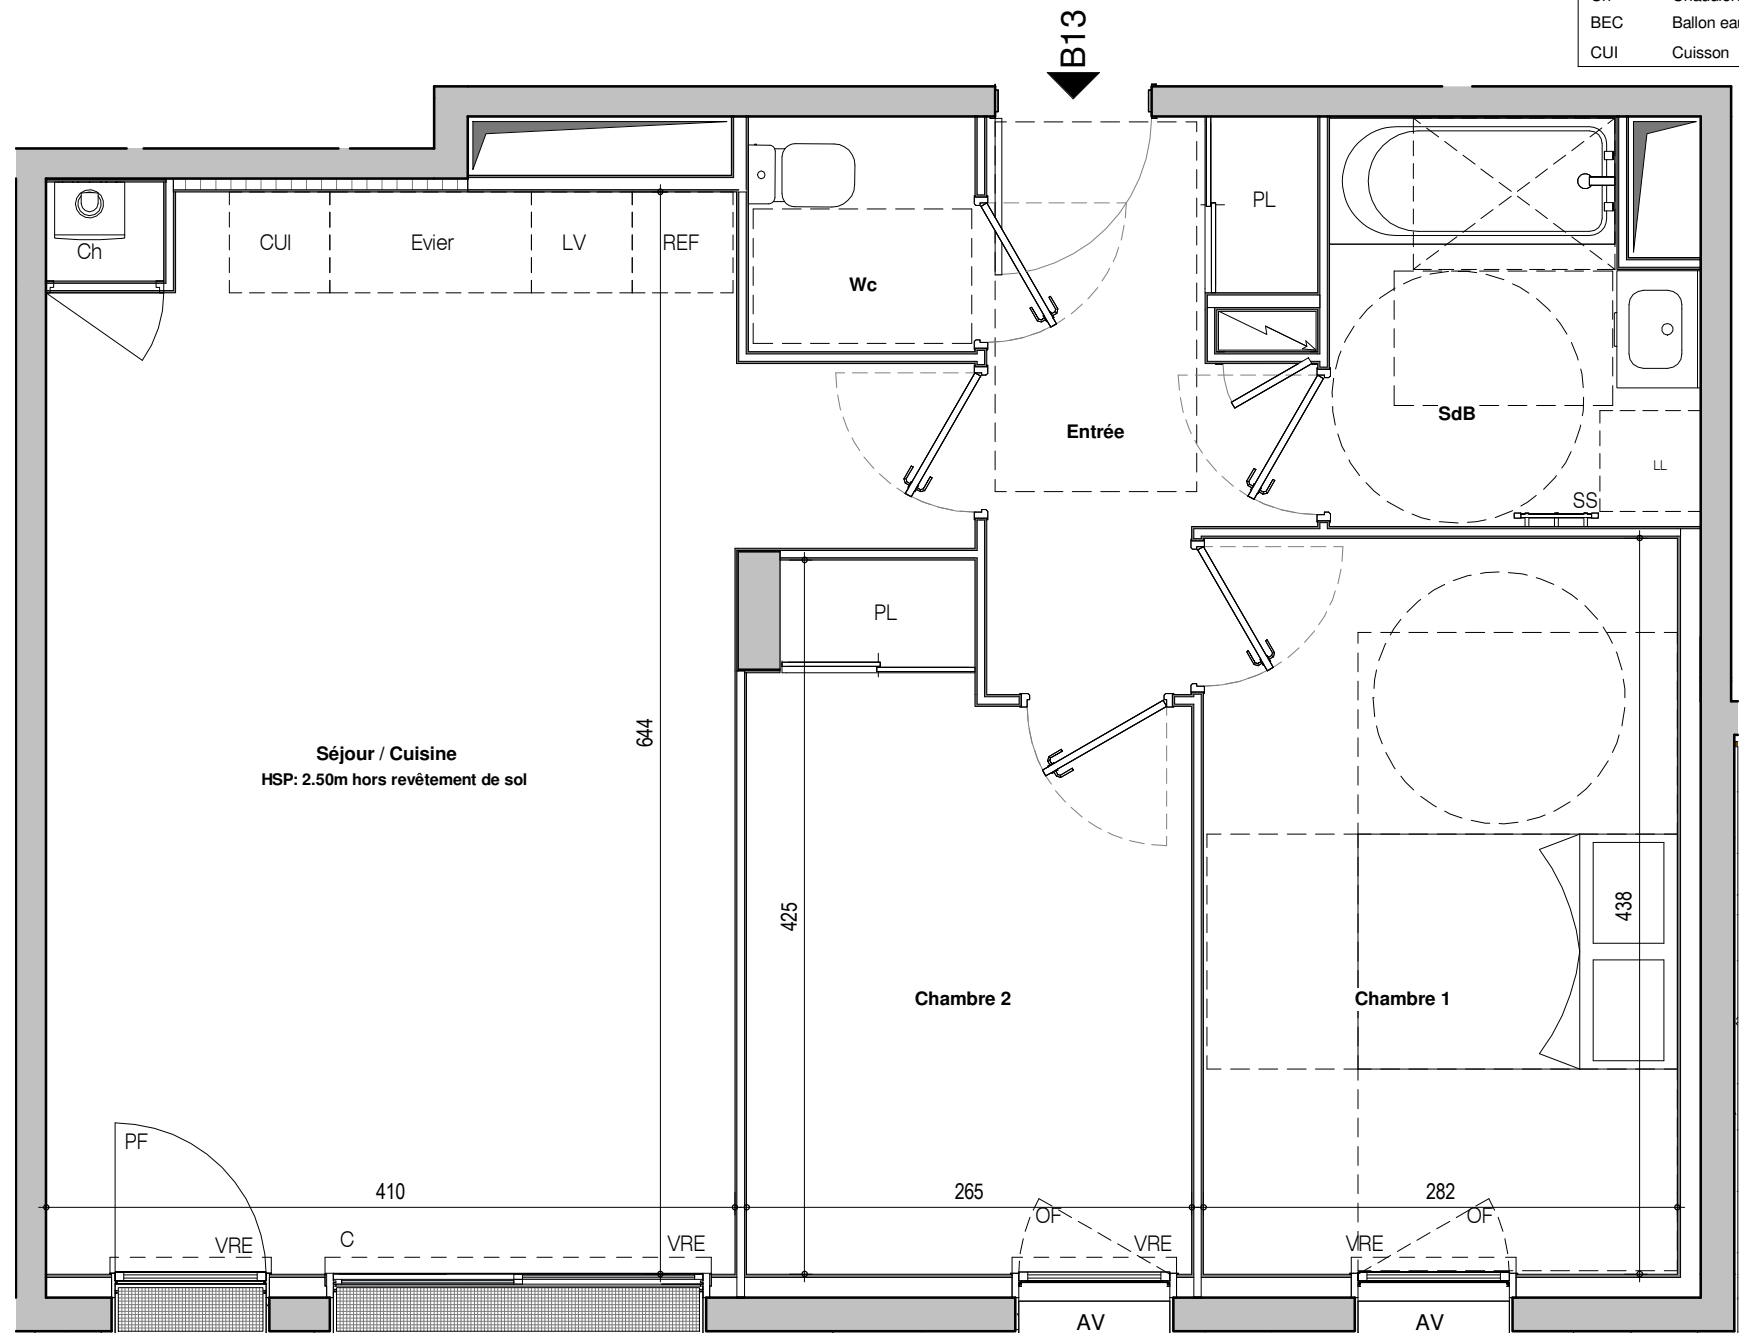 B13
BEC Ballon eau
CUI Cuisson
Ch
CUI
Evier
LV
REF
Wc
PL
Entrée
SdB
LL
SS
PL
644
Séjour / Cuisine
HSP: 2.50m hors revêtement de sol
425
438
Chambre 2
Chambre 1
PF
410
265
282
OF
OF
VRE
C
VRE
VRE
VRE
AV
AV